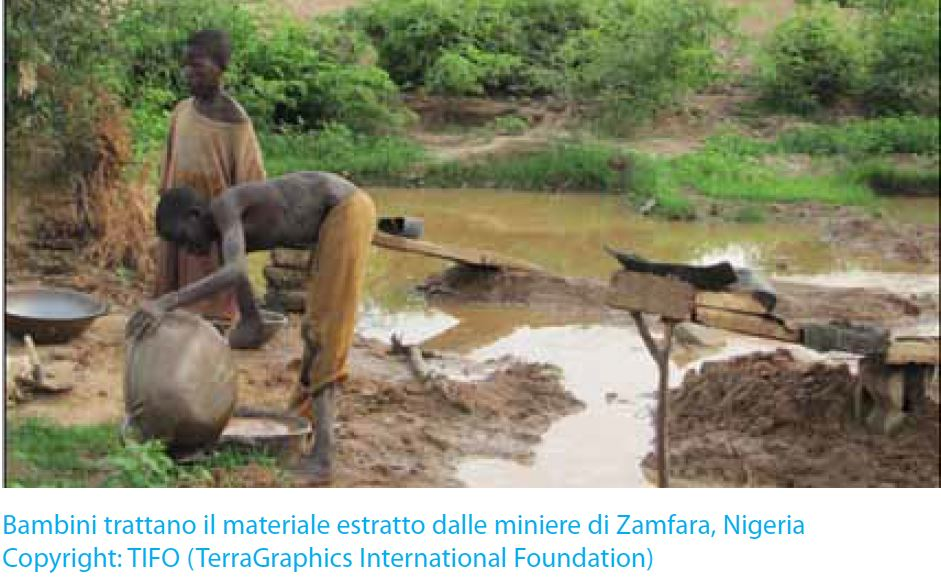 Bambini trattano il materiale estratto dalle miniere di Zamfara, Nigeria
Copyright: TIFO (TerraGraphics International Foundation)